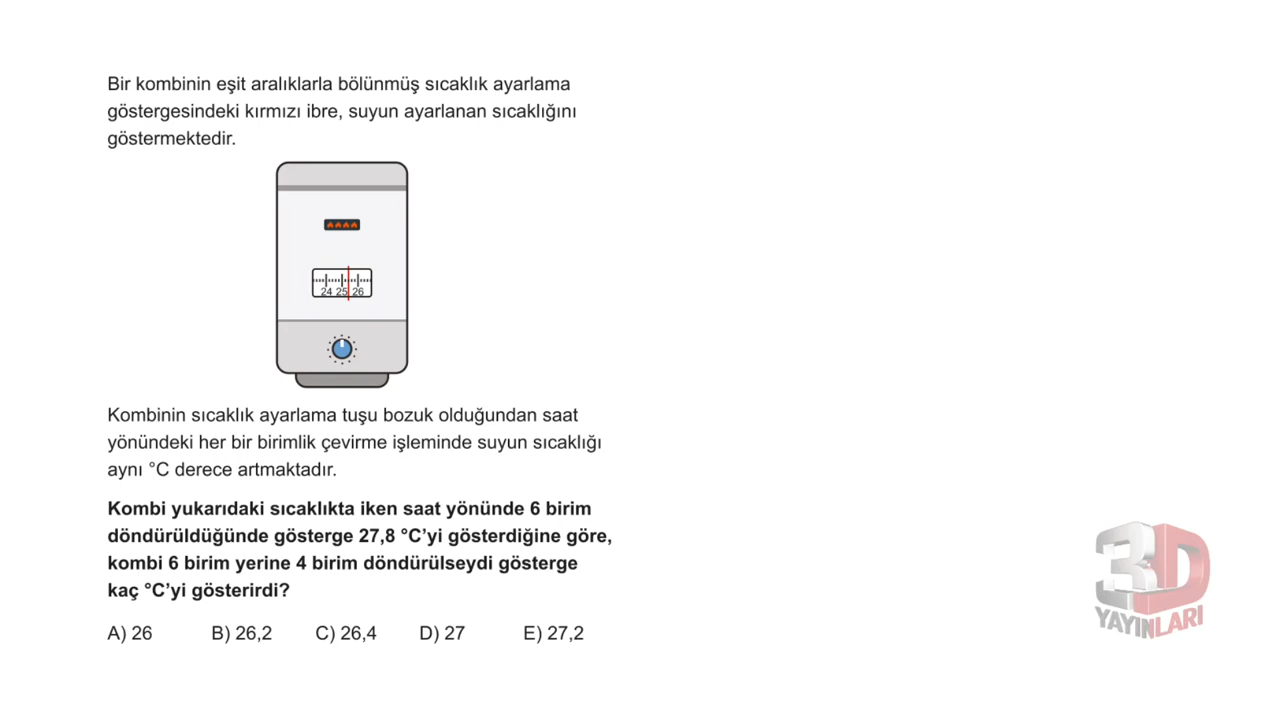 Bir kombinin eşit aralıklarla bölünmüş sıcaklık ayarlama
göstergesindeki kırmızı ibre, suyun ayarlanan sıcaklığını
göstermektedir.
24 25 26
Kombinin sıcaklık ayarlama tuşu bozuk olduğundan saat
yönündeki her bir birimlik çevirme işleminde suyun sıcaklığı
aynı °C derece artmaktadır.
Kombi yukarıdaki sıcaklıkta iken saat yönünde 6 birim
döndürüldüğünde gösterge 27,8 °C’yi gösterdiğine göre,
kombi 6 birim yerine 4 birim döndürülseydi gösterge
kaç °C’yi gösterirdi?
A) 26 B) 26,2 C) 26,4 D) 27 E) 27,2
3D
YAYINLARI